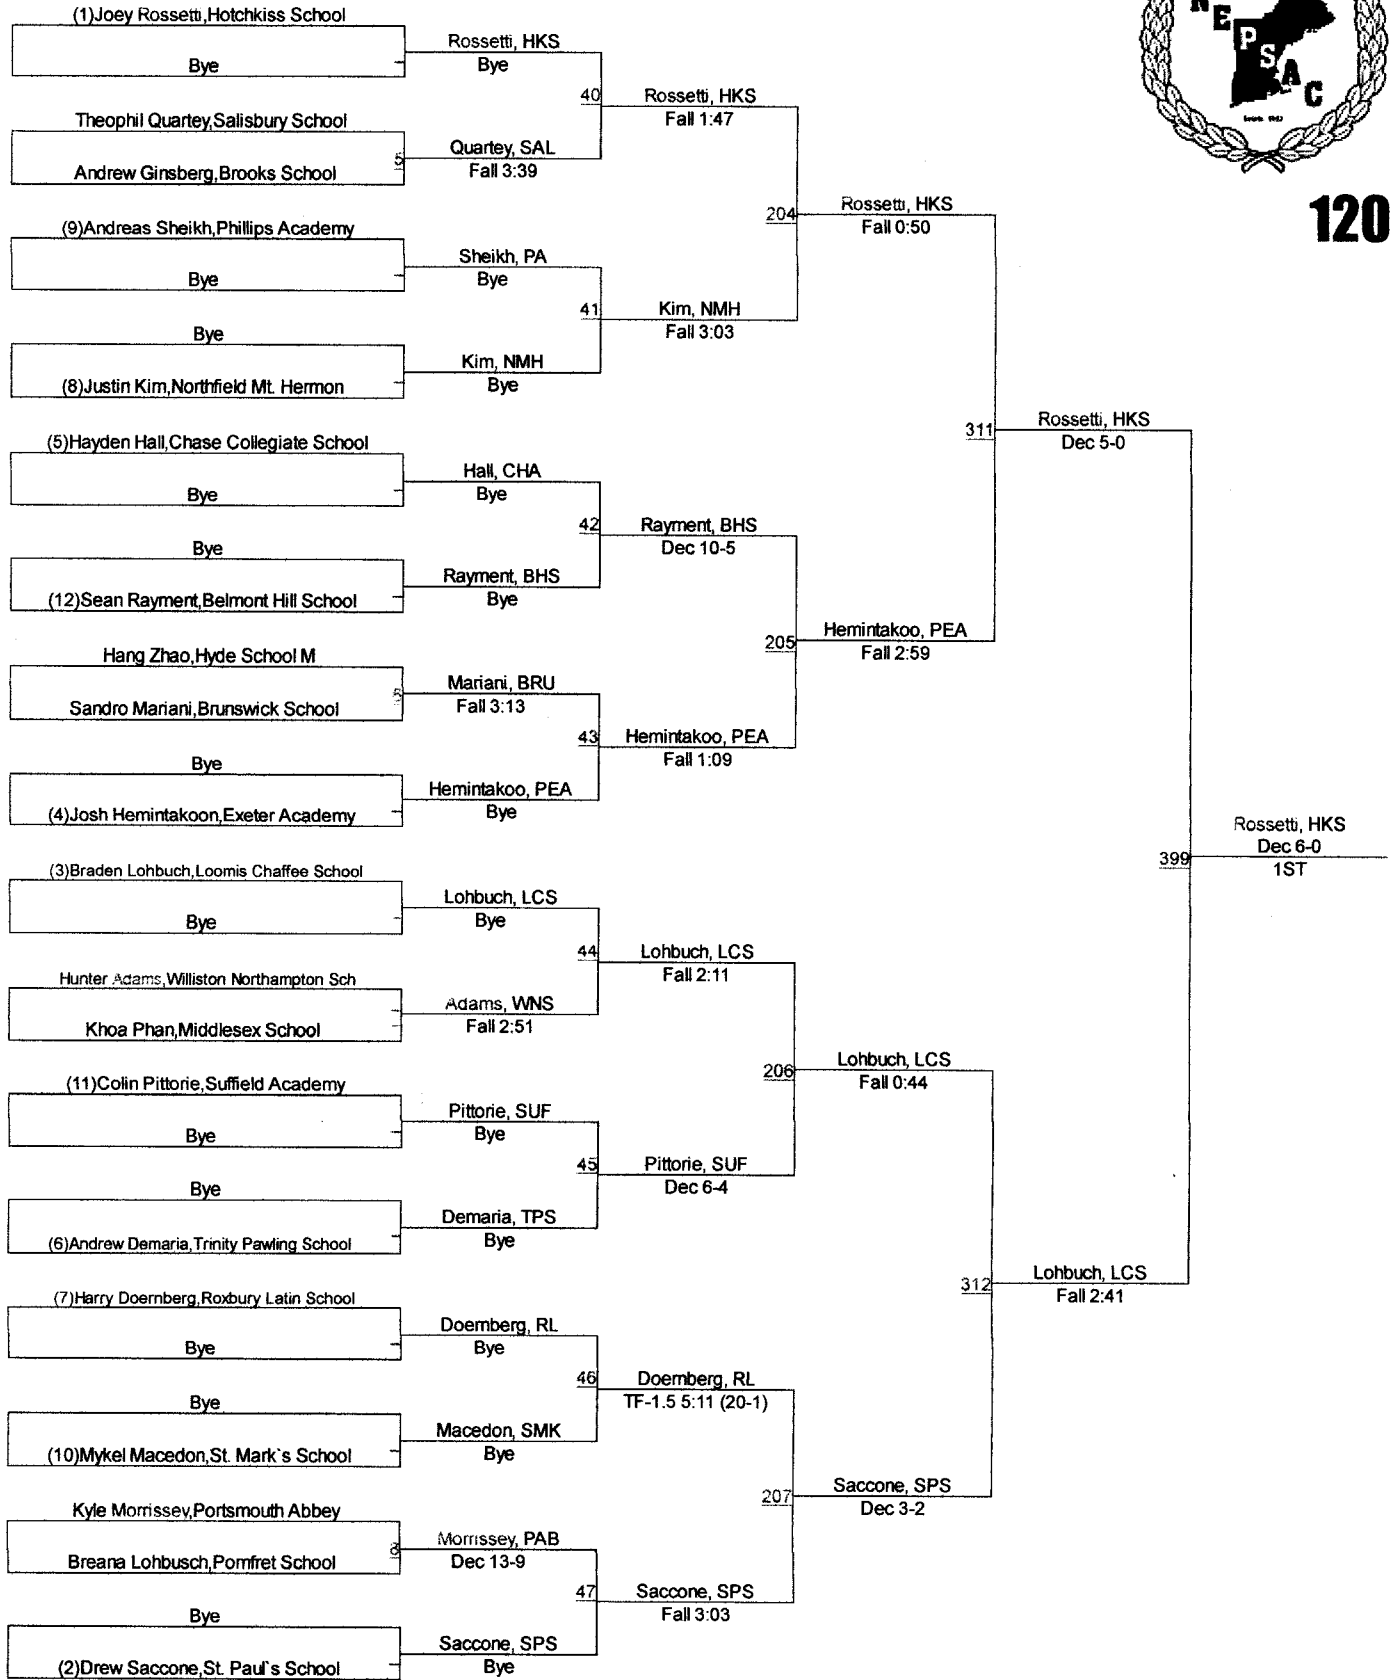 (1)Joey Rossetti,Hotchkiss School
Bye
Rossetti, HKS
Bye
40
Rossetti, HKS
Fall 1:47
Theophil Quartey,Salisbury School
Andrew Ginsberg,Brooks School
5
Quartey, SAL
Fall 3:39
N E P S A C
120
204
Rossetti, HKS
Fall 0:50
(9)Andreas Sheikh,Phillips Academy
Bye
Sheikh, PA
Bye
41
Kim, NMH
Fall 3:03
Bye
(8)Justin Kim,Northfield Mt. Hermon
Kim, NMH
Bye
311
Rossetti, HKS
Dec 5-0
(5)Hayden Hall,Chase Collegiate School
Bye
Hall, CHA
Bye
42
Rayment, BHS
Dec 10-5
Bye
(12)Sean Rayment,Belmont Hill School
Rayment, BHS
Bye
205
Hemintakoo, PEA
Fall 2:59
Hang Zhao,Hyde School M
Sandro Mariani,Brunswick School
5
Mariani, BRU
Fall 3:13
43
Hemintakoo, PEA
Fall 1:09
Bye
(4)Josh Hemintakoon,Exeter Academy
Hemintakoo, PEA
Bye
399
Rossetti, HKS
Dec 6-0
1ST
(3)Braden Lohbuch,Loomis Chaffee School
Bye
Lohbuch, LCS
Bye
44
Lohbuch, LCS
Fall 2:11
Hunter Adams,Williston Northampton Sch
Khoa Phan,Middlesex School
Adams, WNS
Fall 2:51
206
Lohbuch, LCS
Fall 0:44
(11)Colin Pittorie,Suffield Academy
Bye
Pittorie, SUF
Bye
45
Pittorie, SUF
Dec 6-4
Bye
(6)Andrew Demaria,Trinity Pawling School
Demaria, TPS
Bye
312
Lohbuch, LCS
Fall 2:41
(7)Harry Doernberg,Roxbury Latin School
Bye
Doernberg, RL
Bye
46
Doernberg, RL
TF-1.5 5:11 (20-1)
Bye
(10)Mykel Macedon,St. Mark`s School
Macedon, SMK
Bye
207
Saccone, SPS
Dec 3-2
Kyle Morrissey,Portsmouth Abbey
Breana Lohbusch,Pomfret School
8
Morrissey, PAB
Dec 13-9
47
Saccone, SPS
Fall 3:03
Bye
(2)Drew Saccone,St. Paul`s School
Saccone, SPS
Bye